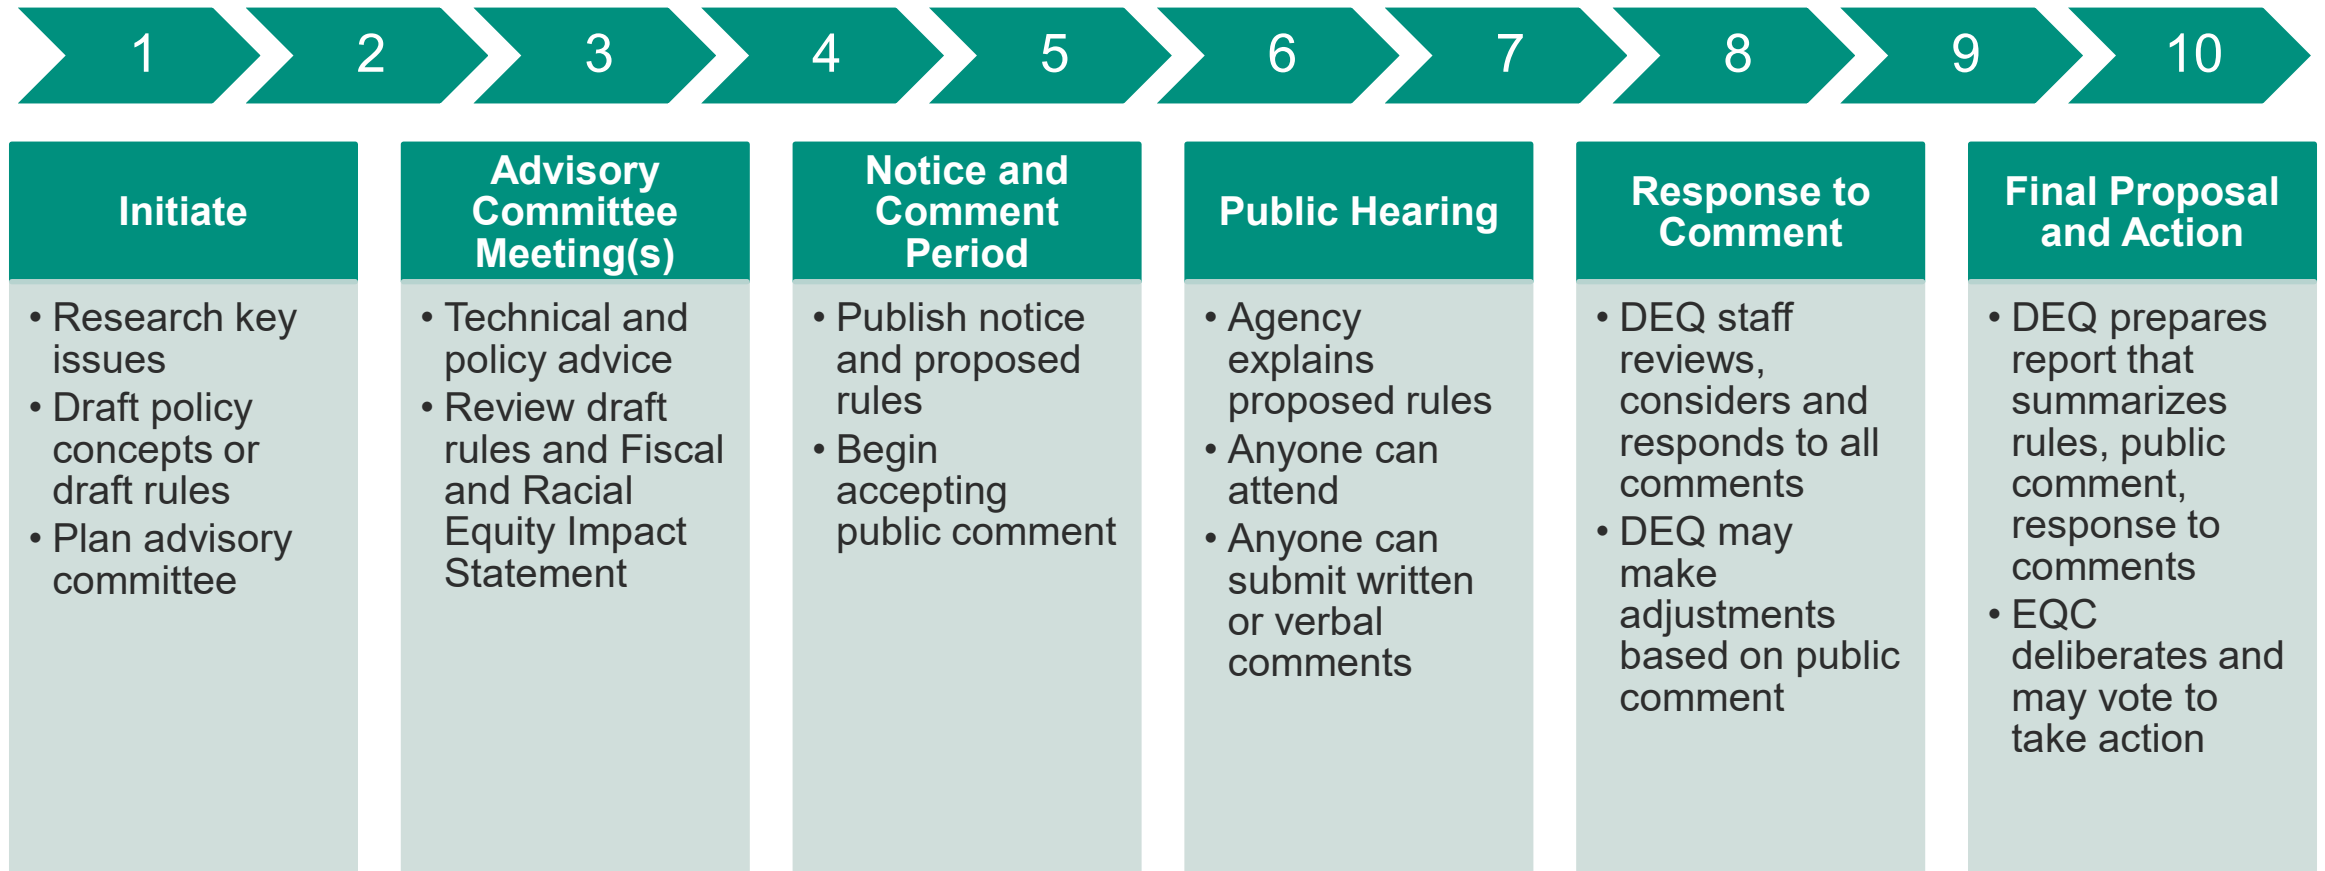 1
2
3
4
5
6
7
8
9
10
Initiate
• Research key
issues
• Draft policy
concepts or
draft rules
• Plan advisory
committee
Advisory
Committee
Meeting(s)
• Technical and
policy advice
• Review draft
rules and Fiscal
and Racial
Equity Impact
Statement
Notice and
Comment
Period
• Publish notice
and proposed
rules
• Begin
accepting
public comment
Public Hearing
• Agency
explains
proposed rules
• Anyone can
attend
• Anyone can
submit written
or verbal
comments
Response to
Comment
• DEQ staff
reviews,
considers and
responds to all
comments
• DEQ may
make
adjustments
based on public
comment
Final Proposal
and Action
• DEQ prepares
report that
summarizes
rules, public
comment,
response to
comments
• EQC
deliberates and
may vote to
take action